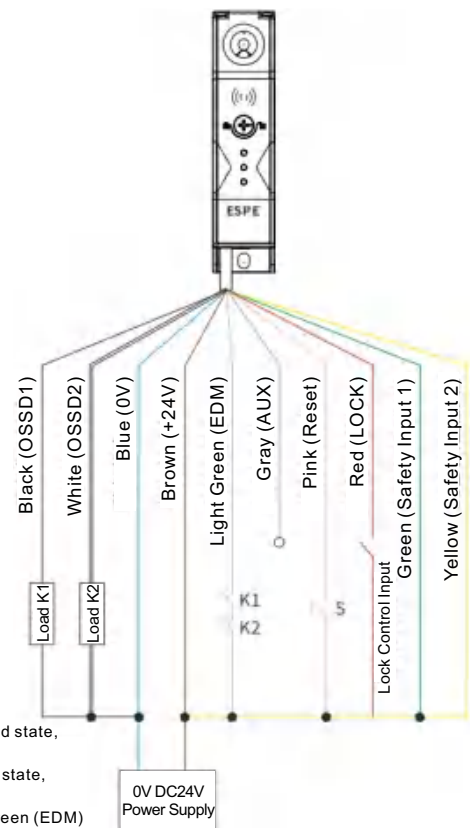 ESPE
Black (OSSD1)
White (OSSD2)
Blue (0V)
Brown (+24V)
Light Green (EDM)
Gray (AUX)
Pink (Reset)
Red (LOCK)
Green (Safety Input 1)
Yellow (Safety Input 2)
Load K1
Load K2
K1
K2
S
Lock Control Input
d state,
state,
een (EDM)
0V DC24V
Power Supply